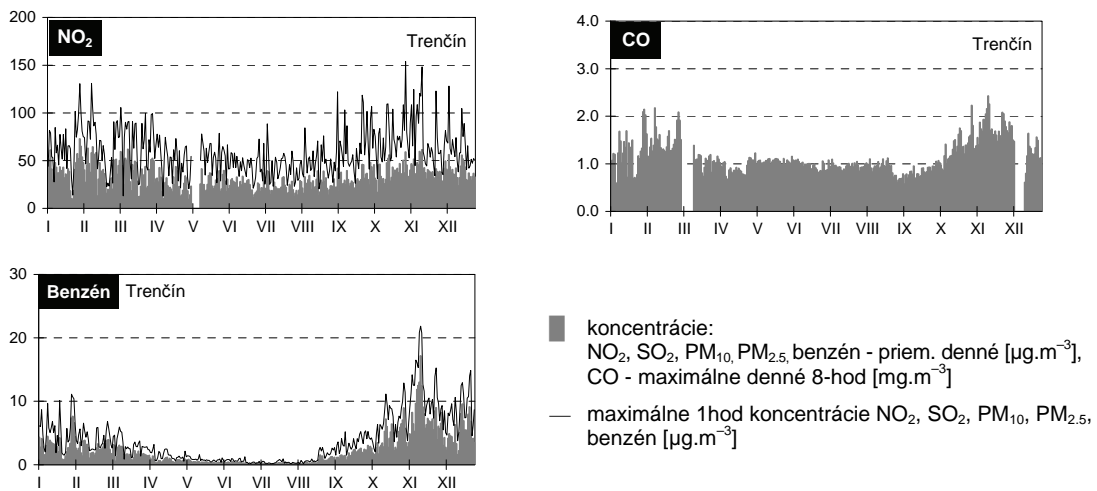 NO₂
Trenčín
200
150
100
50
0
I II III IV V VI VII VIII IX X XI XII
CO
Trenčín
4.0
3.0
2.0
1.0
0.0
I II III IV V VI VII VIII IX X XI XII
Benzén Trenčín
30
20
10
0
I II III IV V VI VII VIII IX X XI XII
koncentrácie:
NO₂, SO₂, PM₁₀, PM₂.₅, benzén - priem. denné [µg.m⁻³],
CO - maximálne denné 8-hod [mg.m⁻³]
maximálne 1hod koncentrácie NO₂, SO₂, PM₁₀, PM₂.₅,
benzén [µg.m⁻³]